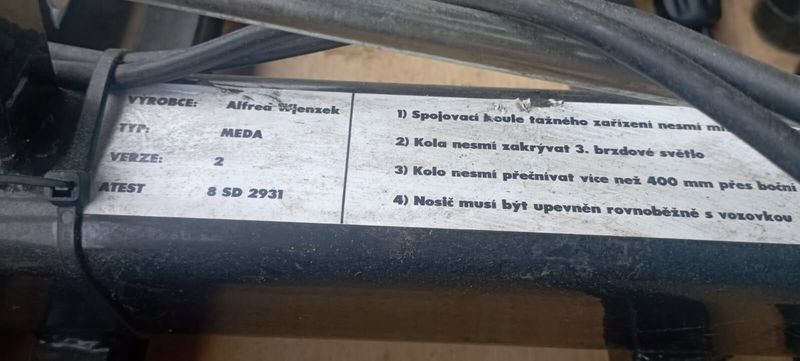 VÝROBCE: Alfred Wjenzek
TYP: MEDA
VERZE: 2
ATEST 8 SD 2931
1) Spojovací koule tažného zařízení nesmí
2) Kola nesmí zakrývat 3. brzdové světlo
3) Kolo nesmí přečnívat více než 400 mm přes boční
4) Nosič musí být upevněn rovnoběžně s vozovkou